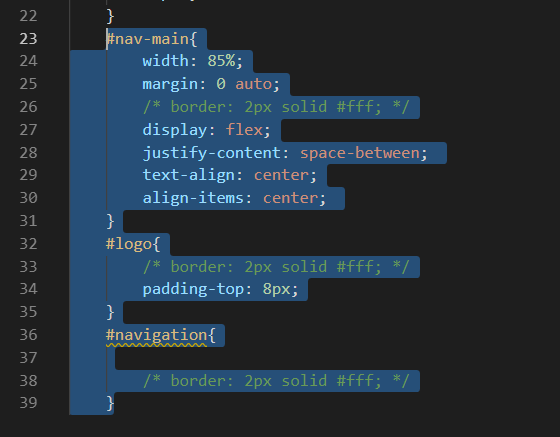 22 }
23 #nav-main{
24 width: 85%;
25 margin: 0 auto;
26 /* border: 2px solid #fff; */
27 display: flex;
28 justify-content: space-between;
29 text-align: center;
30 align-items: center;
31 }
32 #logo{
33 /* border: 2px solid #fff; */
34 padding-top: 8px;
35 }
36 #navigation{
37
38 /* border: 2px solid #fff; */
39 }